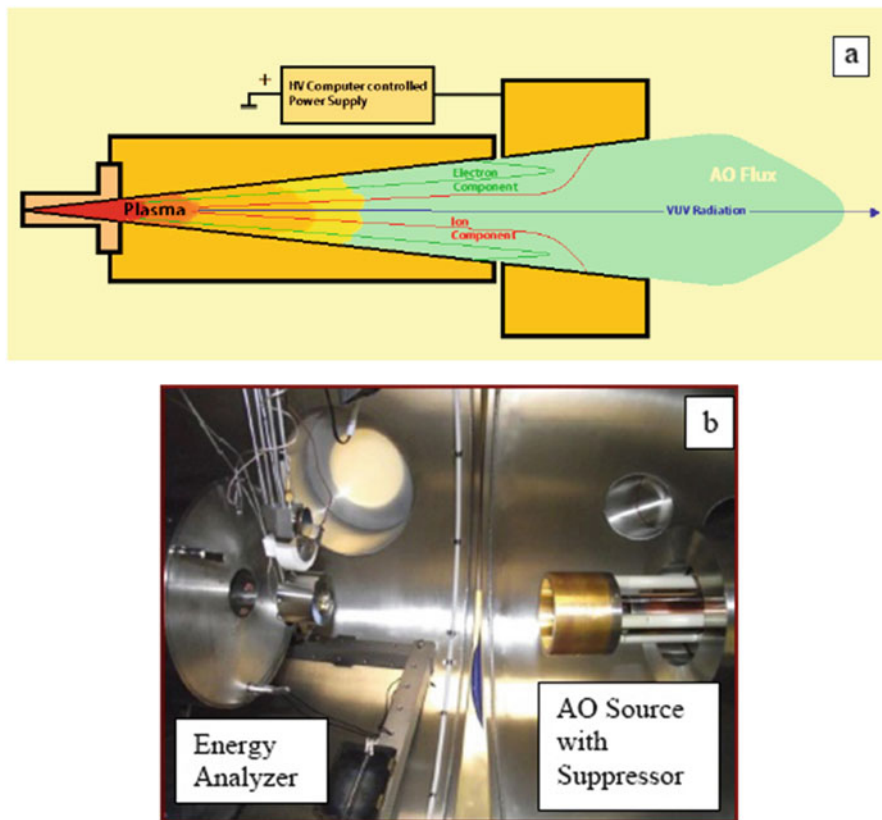 a
+
HV Computer controlled
Power Supply
Electron
Component
AO Flux
Plasma
VUV Radiation
Ion
Component
b
Energy
Analyzer
AO Source
with
Suppressor